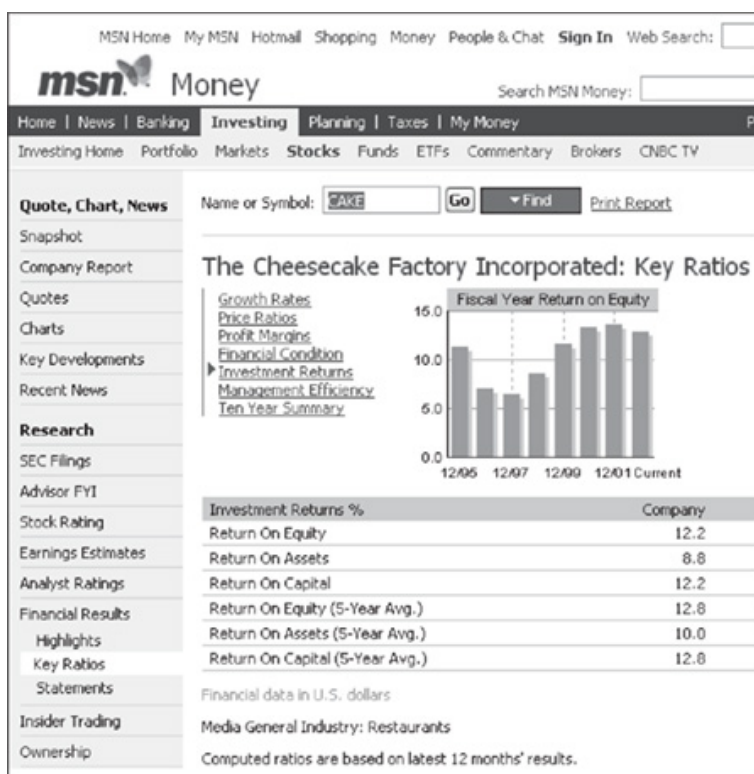 MSN Home My MSN Hotmail Shopping Money People & Chat Sign In Web Search:
msn Money Search MSN Money:
Home | News | Banking Investing Planning | Taxes | My Money
Investing Home Portfolio Markets Stocks Funds ETFs Commentary Brokers CNBC TV
Quote, Chart, News
Snapshot
Company Report
Quotes
Charts
Key Developments
Recent News
Research
SEC Filings
Advisor FYI
Stock Rating
Earnings Estimates
Analyst Ratings
Financial Results
Highlights
Key Ratios
Statements
Insider Trading
Ownership
Name or Symbol: CAKE Go Find Print Report
The Cheesecake Factory Incorporated: Key Ratios
Growth Rates
Price Ratios
Profit Margins
Financial Condition
Investment Returns
Management Efficiency
Ten Year Summary
Fiscal Year Return on Equity
15.0
10.0
5.0
0.0
12/95 12/97 12/99 12/01 Current
Investment Returns % Company
Return On Equity 12.2
Return On Assets 8.8
Return On Capital 12.2
Return On Equity (5-Year Avg.) 12.8
Return On Assets (5-Year Avg.) 10.0
Return On Capital (5-Year Avg.) 12.8
Financial data in U.S. dollars
Media General Industry: Restaurants
Computed ratios are based on latest 12 months' results.